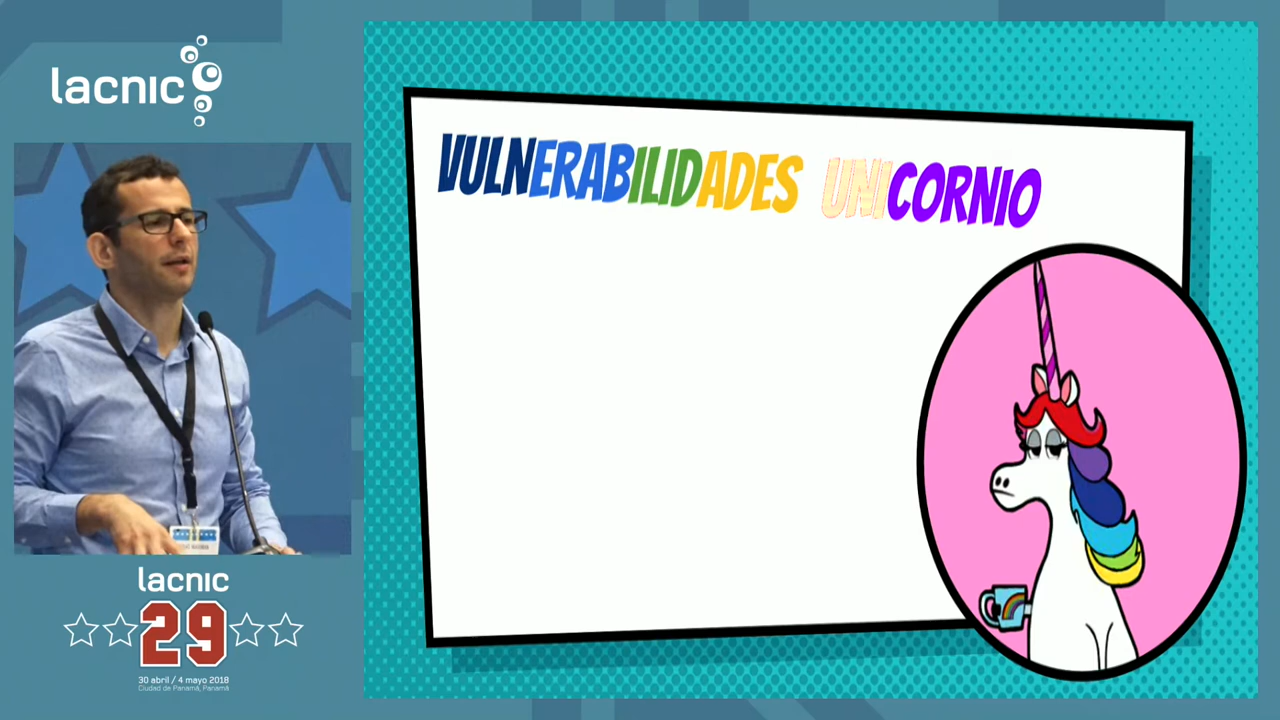 lacnic
VULNERABILIDADES UNICORNIO
lacnic
29
30 abril / 4 mayo 2018
Ciudad de Panamá, Panamá